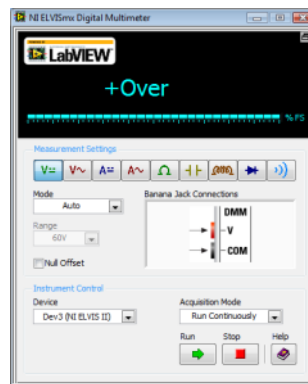 NI ELVISmx Digital Multimeter
LabVIEW
+Over
% FS
Measurement Settings
V= V~ A= A~ Ω
Mode
Banana Jack Connections
Auto
DMM
V
COM
Range
60V
Null Offset
Instrument Control
Device
Acquisition Mode
Dev3 (NI ELVIS II)
Run Continuously
Run Stop Help